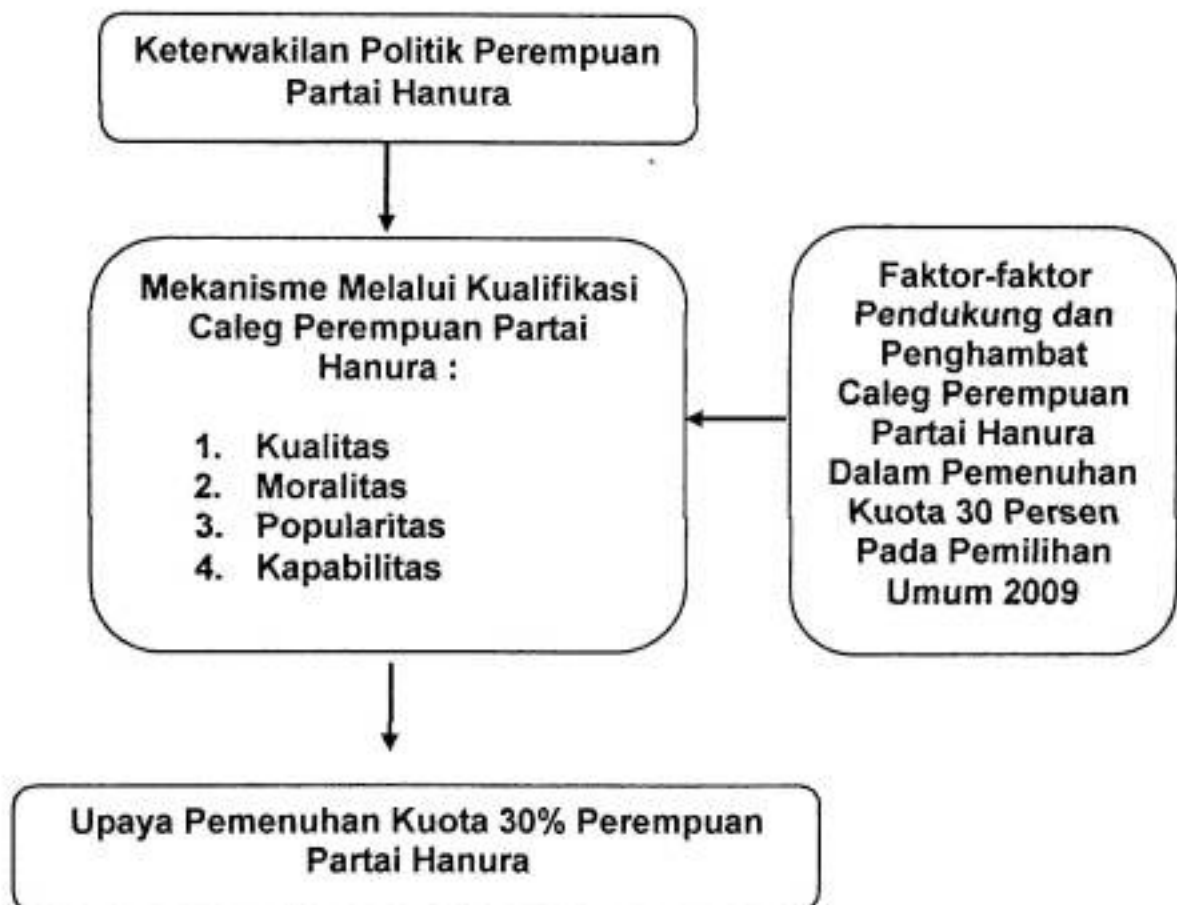 Keterwakilan Politik Perempuan
Partai Hanura
Mekanisme Melalui Kualifikasi
Caleg Perempuan Partai
Hanura :
1. Kualitas
2. Moralitas
3. Popularitas
4. Kapabilitas
Faktor-faktor
Pendukung dan
Penghambat
Caleg Perempuan
Partai Hanura
Dalam Pemenuhan
Kuota 30 Persen
Pada Pemilihan
Umum 2009
Upaya Pemenuhan Kuota 30% Perempuan
Partai Hanura